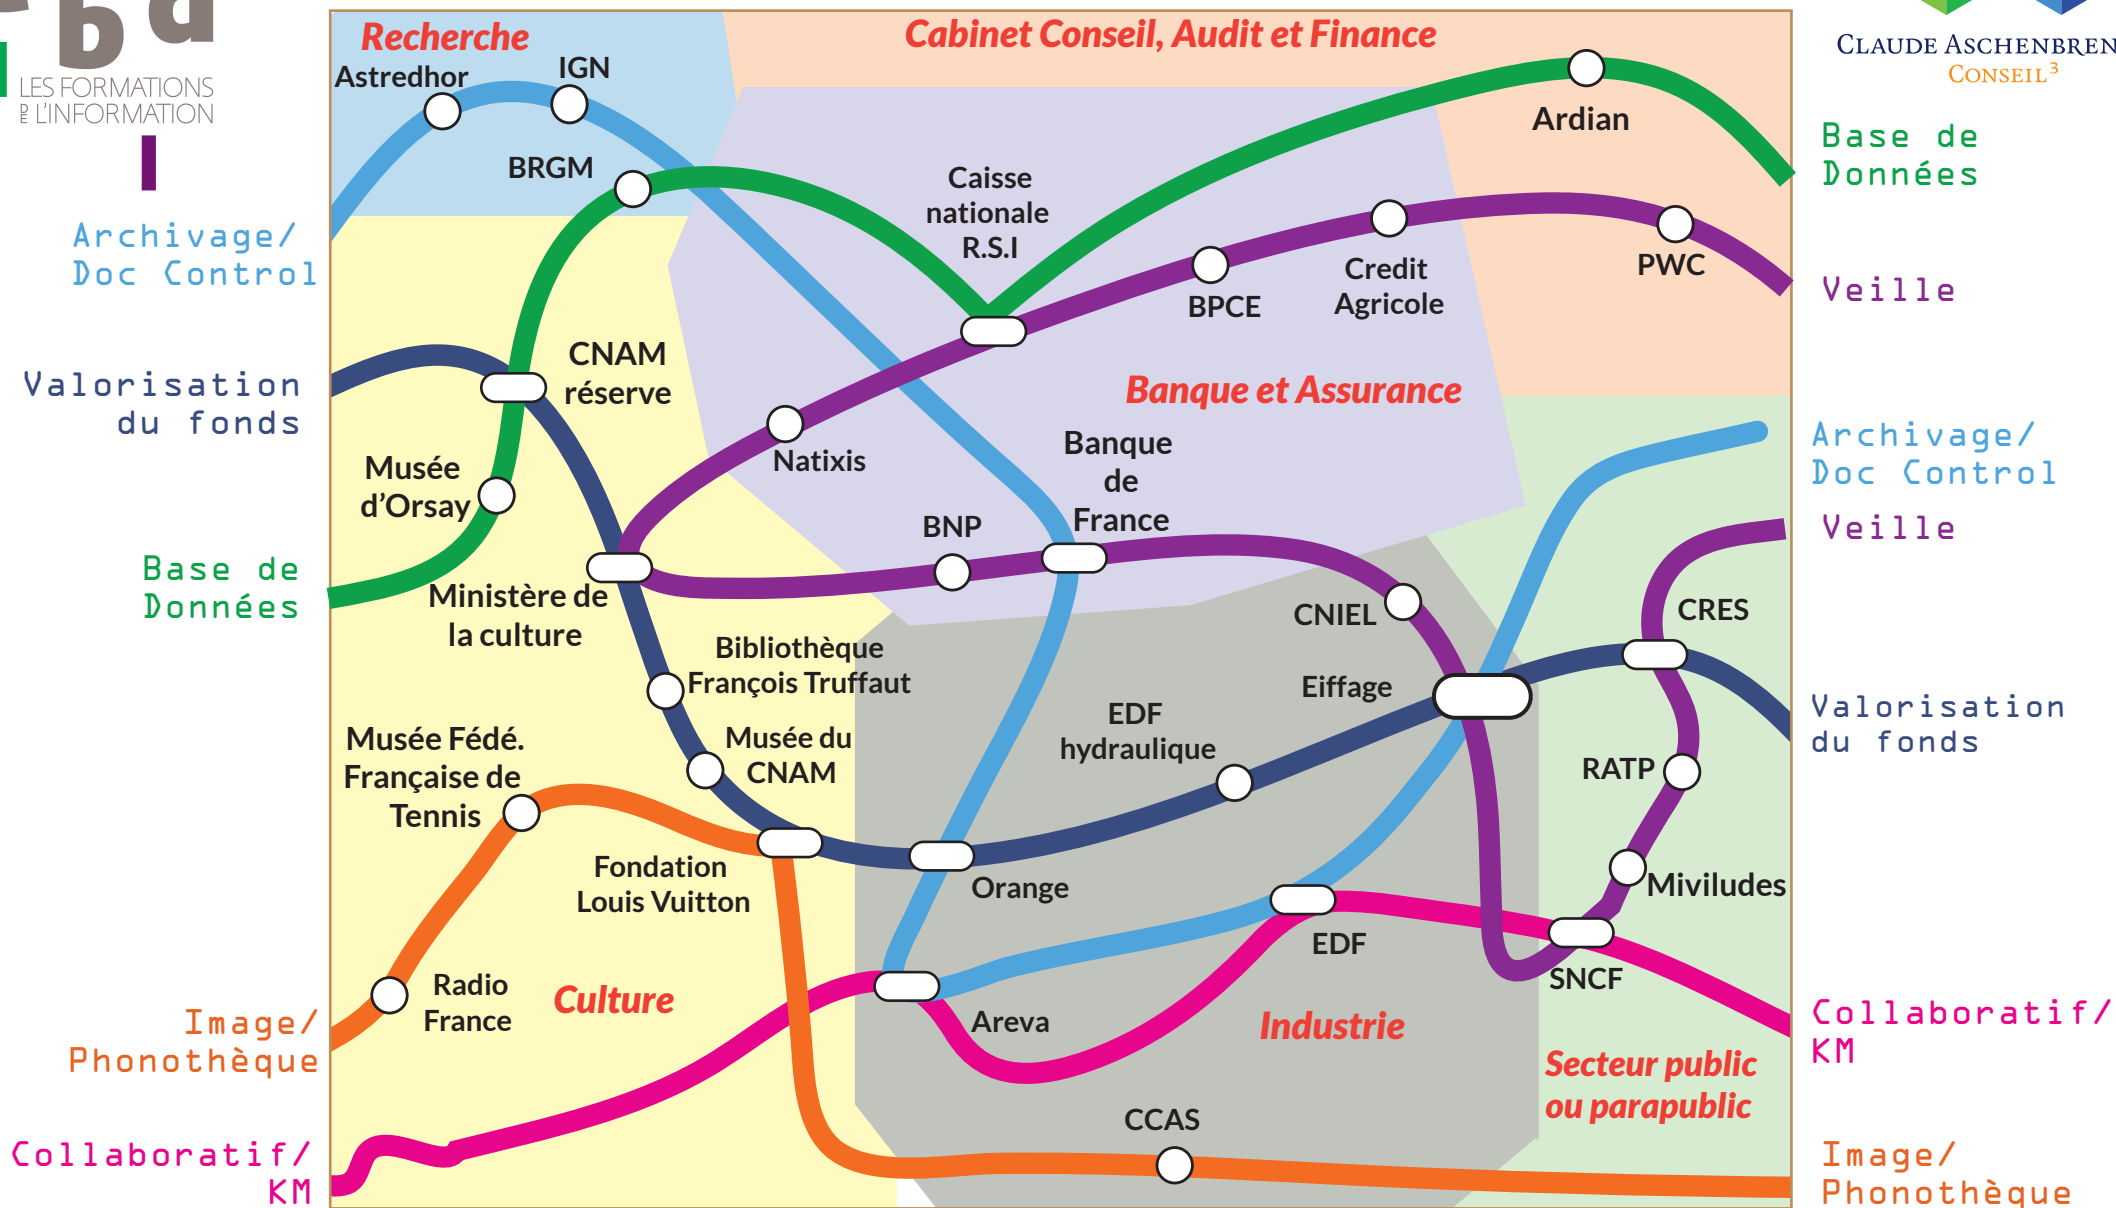 LES FORMATIONS
DE L'INFORMATION
CLAUDE ASCHENBREN
CONSEIL³
Recherche
Cabinet Conseil, Audit et Finance
Astredhor
IGN
BRGM
Ardian
Caisse
nationale
R.S.I
BPCE
Credit
Agricole
PWC
Base de
Données
Veille
Archivage/
Doc Control
Valorisation
du fonds
CNAM
réserve
Banque et Assurance
Musée
d'Orsay
Natixis
Banque
de
France
BNP
Archivage/
Doc Control
Veille
Base de
Données
Ministère de
la culture
CNIEL
CRES
Bibliothèque
François Truffaut
Eiffage
EDF
hydraulique
Valorisation
du fonds
Musée Fédé.
Française de
Tennis
Musée du
CNAM
RATP
Fondation
Louis Vuitton
Orange
Miviludes
EDF
SNCF
Radio
France
Culture
Areva
Industrie
Image/
Phonothèque
Collaboratif/
KM
Secteur public
ou parapublic
CCAS
Collaboratif/
KM
Image/
Phonothèque